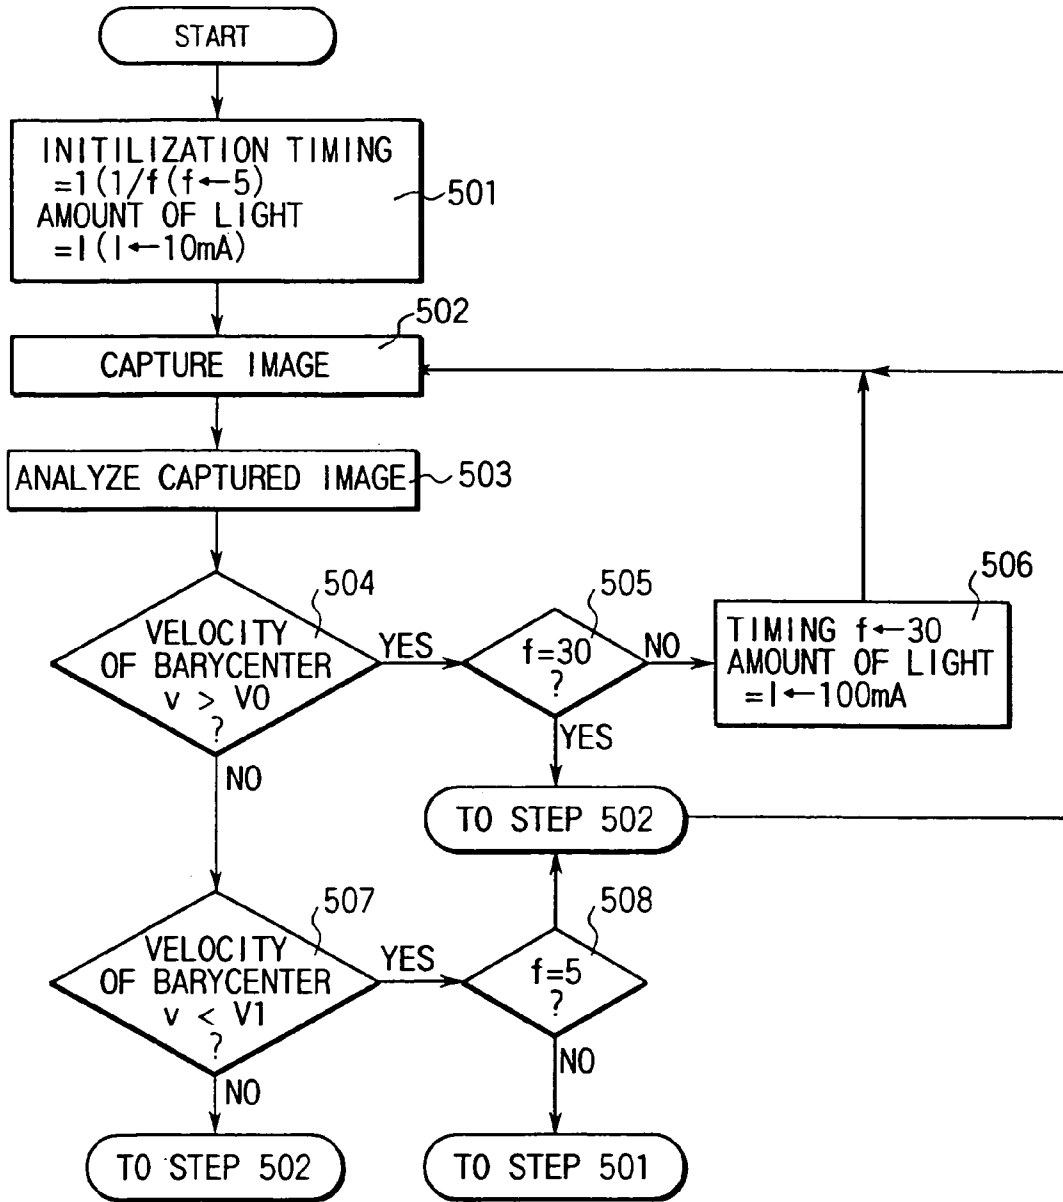 START
INITILIZATION TIMING
=1(1/f(f←5)
AMOUNT OF LIGHT
=I(I←10mA)
501
502
CAPTURE IMAGE
ANALYZE CAPTURED IMAGE
503
504
VELOCITY
OF BARYCENTER
v > V0
?
YES
NO
505
f=30
?
NO
YES
506
TIMING f←30
AMOUNT OF LIGHT
=I←100mA
TO STEP 502
507
VELOCITY
OF BARYCENTER
v < V1
?
YES
NO
508
f=5
?
NO
TO STEP 502
TO STEP 501